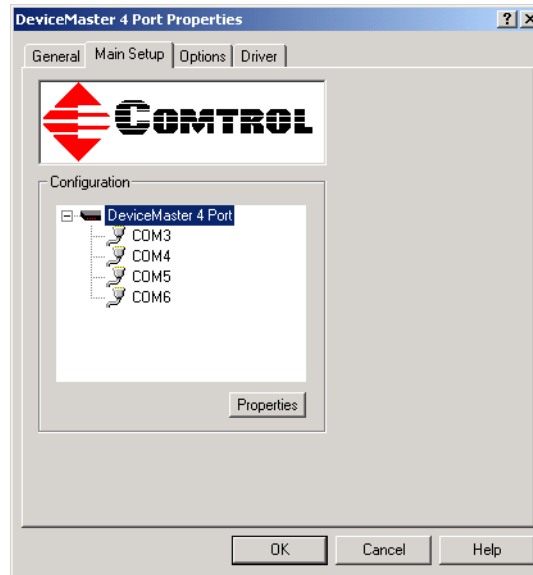 DeviceMaster 4 Port Properties
General Main Setup Options Driver
COMTROL
Configuration
DeviceMaster 4 Port
COM3
COM4
COM5
COM6
Properties
OK Cancel Help